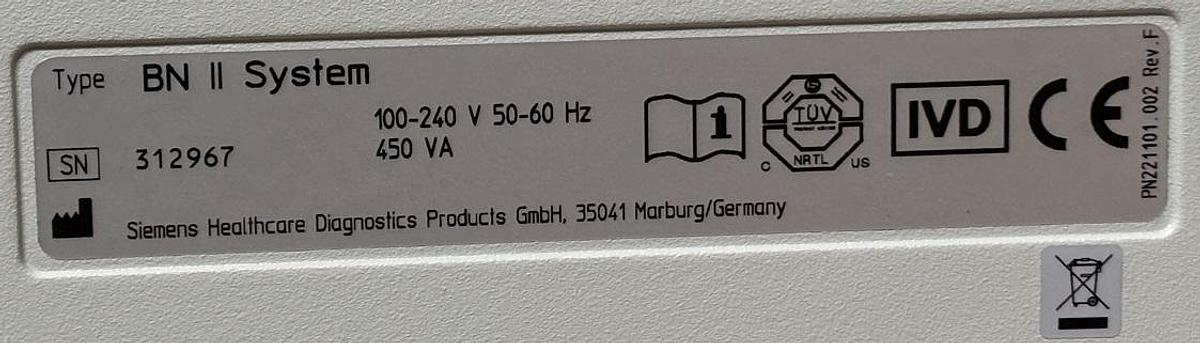 Type BN II System
100-240 V 50-60 Hz
450 VA
SN 312967
Siemens Healthcare Diagnostics Products GmbH, 35041 Marburg/Germany
i
TÜV
C NRTL US
IVD
CE
PN221101.002 Rev.F